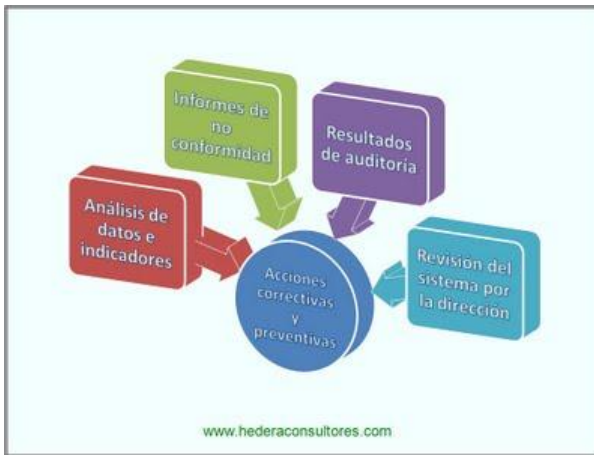 Informes de
no
conformidad
Resultados
de auditoría
Análisis de
datos e
indicadores
Revisión del
sistema por
la dirección
Acciones
correctivas
y
preventivas
www.hederaconsultores.com